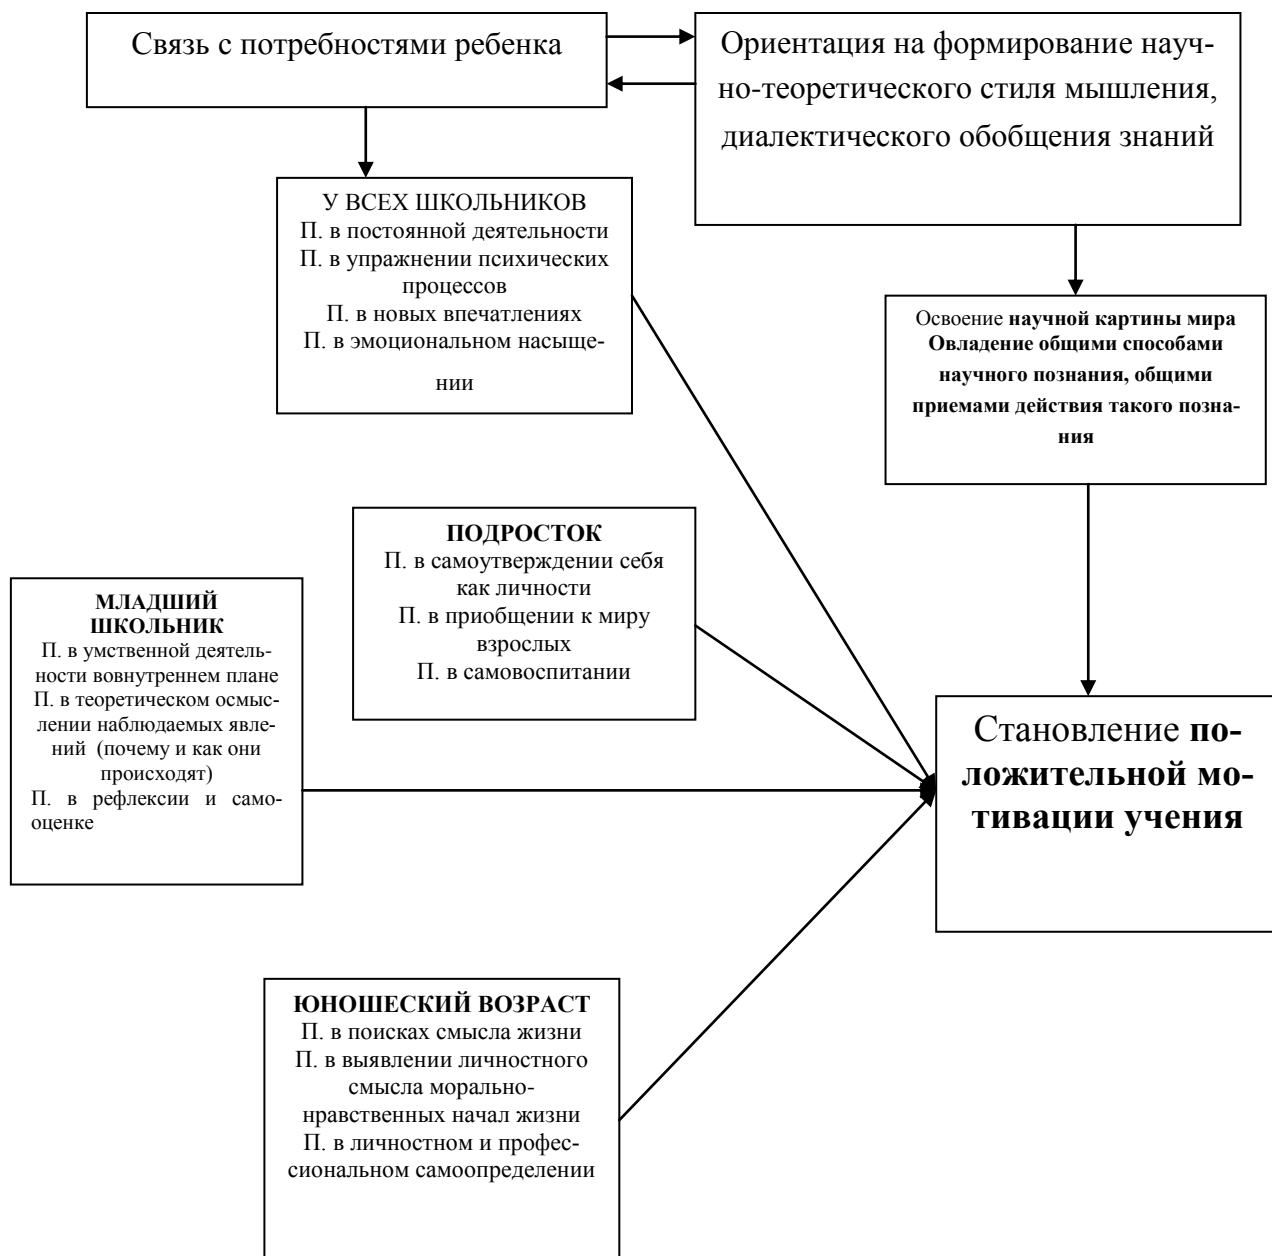 Связь с потребностями ребенка
Ориентация на формирование науч-
но-теоретического стиля мышления,
диалектического обобщения знаний
У ВСЕХ ШКОЛЬНИКОВ
П. в постоянной деятельности
П. в упражнении психических
процессов
П. в новых впечатлениях
П. в эмоциональном насыще-
нии
Освоение научной картины мира
Овладение общими способами
научного познания, общими
приемами действия такого позна-
ния
ПОДРОСТОК
П. в самоутверждении себя
как личности
П. в приобщении к миру
взрослых
П. в самовоспитании
МЛАДШИЙ
ШКОЛЬНИК
П. в умственной деятель-
ности вовнутреннем плане
П. в теоретическом осмыс-
лении наблюдаемых явле-
ний (почему и как они
происходят)
П. в рефлексии и само-
оценке
Становление по-
ложительной мо-
тивации учения
ЮНОШЕСКИЙ ВОЗРАСТ
П. в поисках смысла жизни
П. в выявлении личностного
смысла морально-
нравственных начал жизни
П. в личностном и профес-
сиональном самоопределении